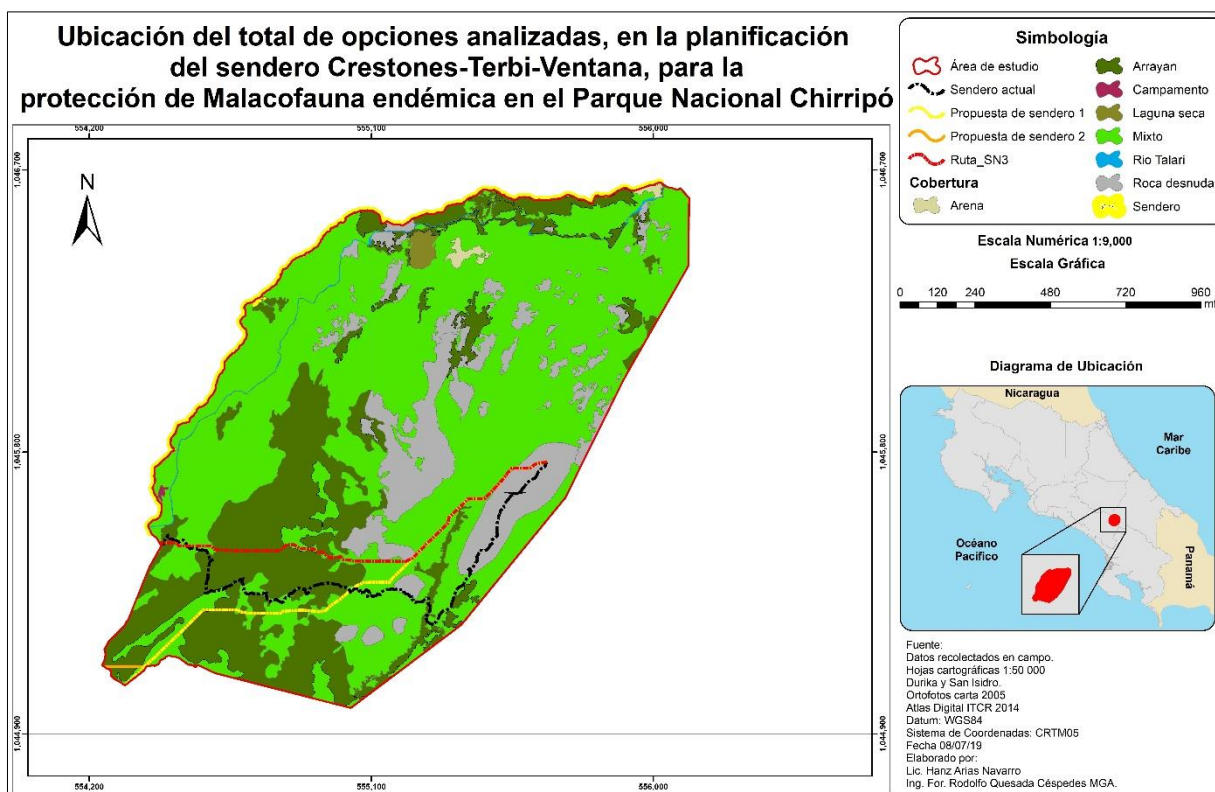 Ubicación del total de opciones analizadas, en la planificación
del sendero Crestones-Terbi-Ventana, para la
protección de Malacofauna endémica en el Parque Nacional Chirripó
554,200
555,100
556,000
1,046,700
1,046,700
N
1,045,800
1,045,800
1,044,900
1,044,900
554,200
555,100
556,000
Simbología
Área de estudio
Sendero actual
Propuesta de sendero 1
Propuesta de sendero 2
Ruta_SN3
Cobertura
Arena
Arrayan
Campamento
Laguna seca
Mixto
Rio Talari
Roca desnuda
Sendero
Escala Numérica 1:9,000
Escala Gráfica
0 120 240 480 720 960
Diagrama de Ubicación
Nicaragua
Mar
Caribe
Océano
Pacífico
Panamá
Fuente:
Datos recolectados en campo.
Hojas cartográficas 1:50 000
Durika y San Isidro.
Ortofotos carta 2005
Atlas Digital ITCR 2014
Datum: WGS84
Sistema de Coordenadas: CRTM05
Fecha 08/07/19
Elaborado por:
Lic. Hanz Arias Navarro
Ing. For. Rodolfo Quesada Céspedes MGA.